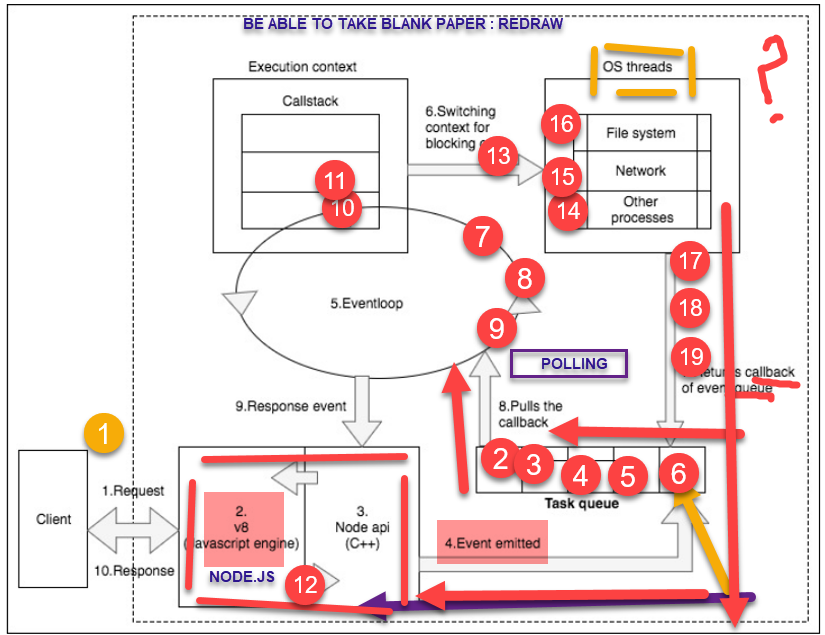 BE ABLE TO TAKE BLANK PAPER : REDRAW
Execution context
OS threads
Callstack
6.Switching
context for
blocking
16
File system
13
15
Network
11
10
14
Other
processes
7
17
8
5.Eventloop
18
9
19
callback
of event queue
POLLING
1
9.Response event
8.Pulls the
callback
2
3
4
5
6
Task queue
1.Request
Client
2.
v8
(Javascript engine)
3.
Node api
(C++)
4.Event emitted
10.Response
NODE.JS
12